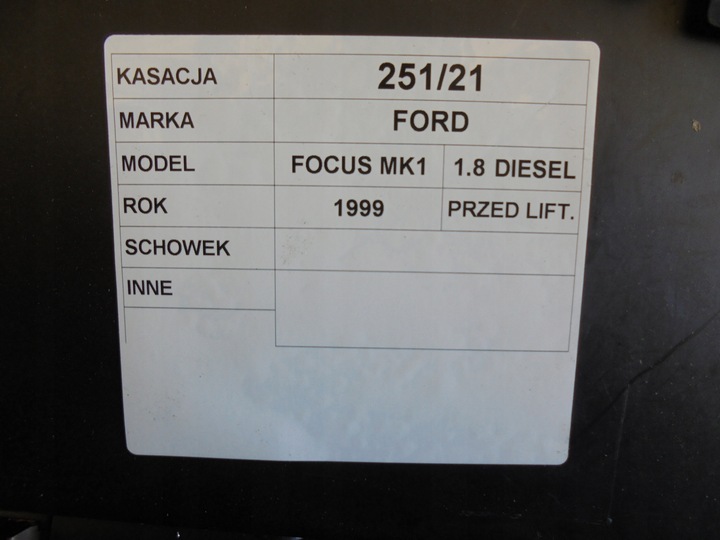 KASACJA 251/21
MARKA FORD
MODEL FOCUS MK1 1.8 DIESEL
ROK 1999 PRZED LIFT.
SCHOWEK
INNE